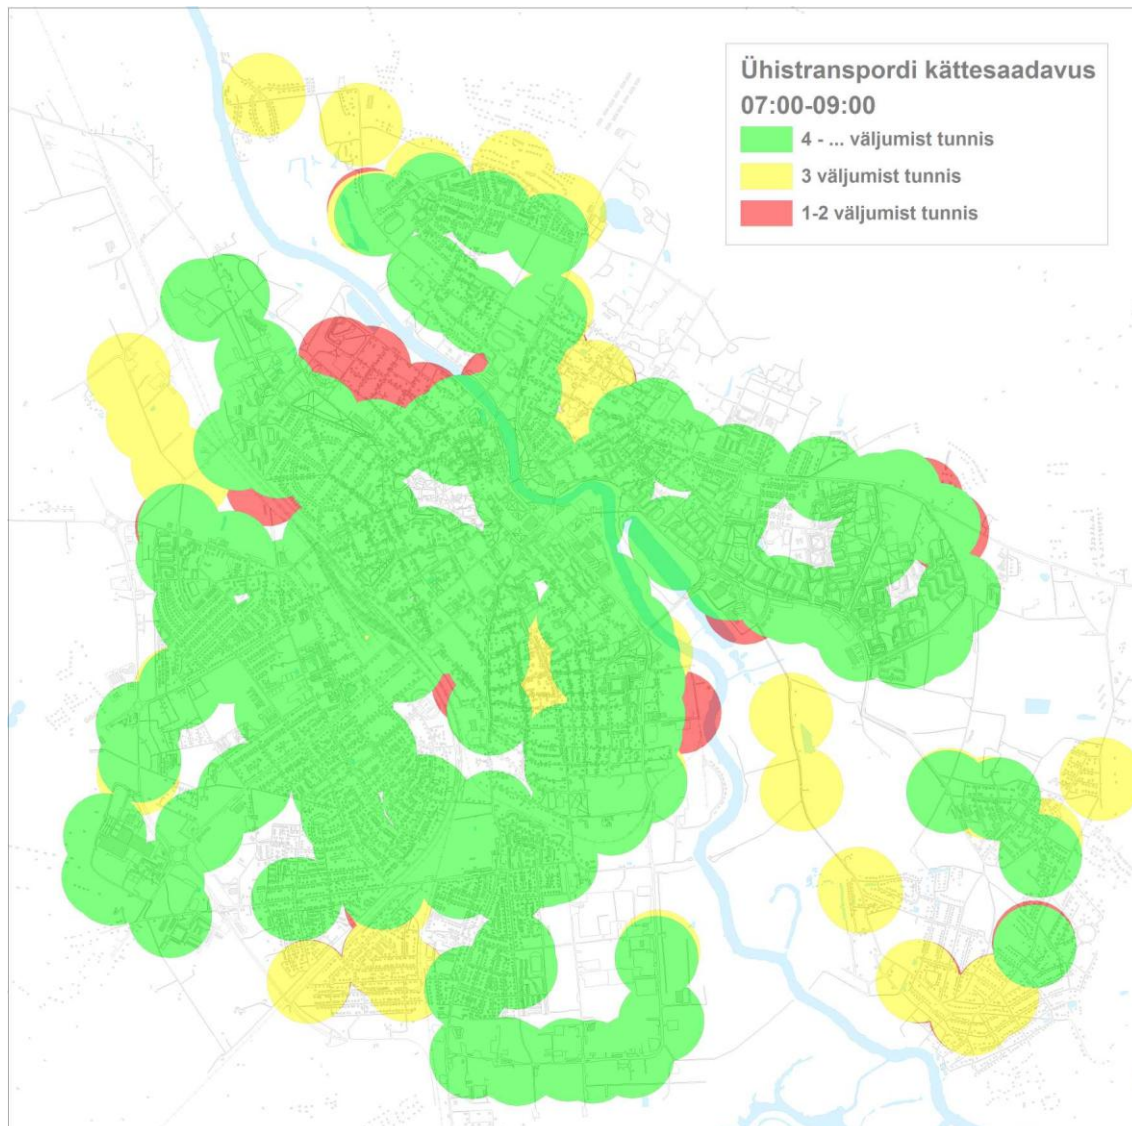 Ühistranspordi kättesaadavus
07:00-09:00
4 - ... väljumist tunnis
3 väljumist tunnis
1-2 väljumist tunnis